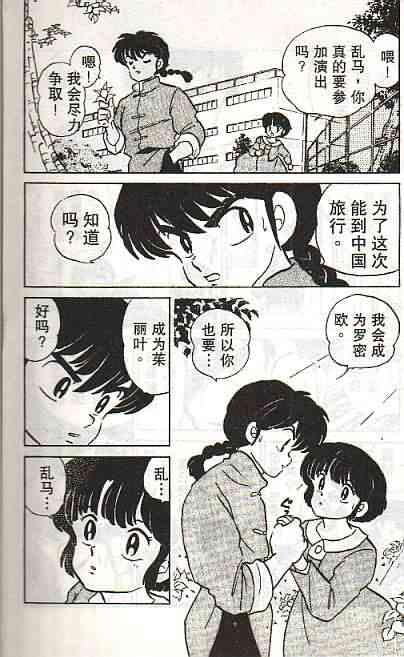 喂！
乱马，你
真的要参
加演出
吗？
嗯！
我会尽力
争取！
为了这次
能到中国
旅行。
知道
吗？
我会成
为罗密
欧。
所以你
也要…
成为茱
丽叶。
好吗？
乱…
乱马…